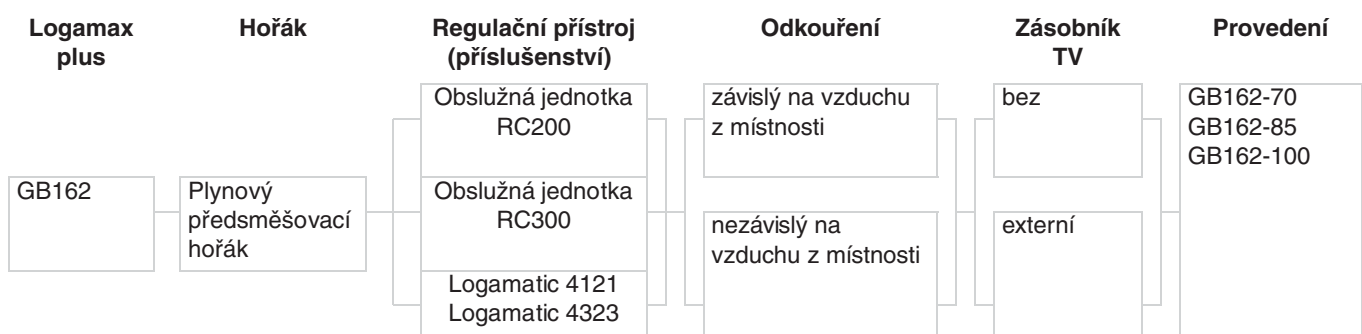 Logamax
plus
Hořák
Regulační přístroj
(příslušenství)
Odkouření
Zásobník
TV
Provedení
GB162
Plynový
předsměšovací
hořák
Obslužná jednotka
RC200
Obslužná jednotka
RC300
Logamatic 4121
Logamatic 4323
závislý na vzduchu
z místnosti
nezávislý na
vzduchu z místnosti
bez
externí
GB162-70
GB162-85
GB162-100